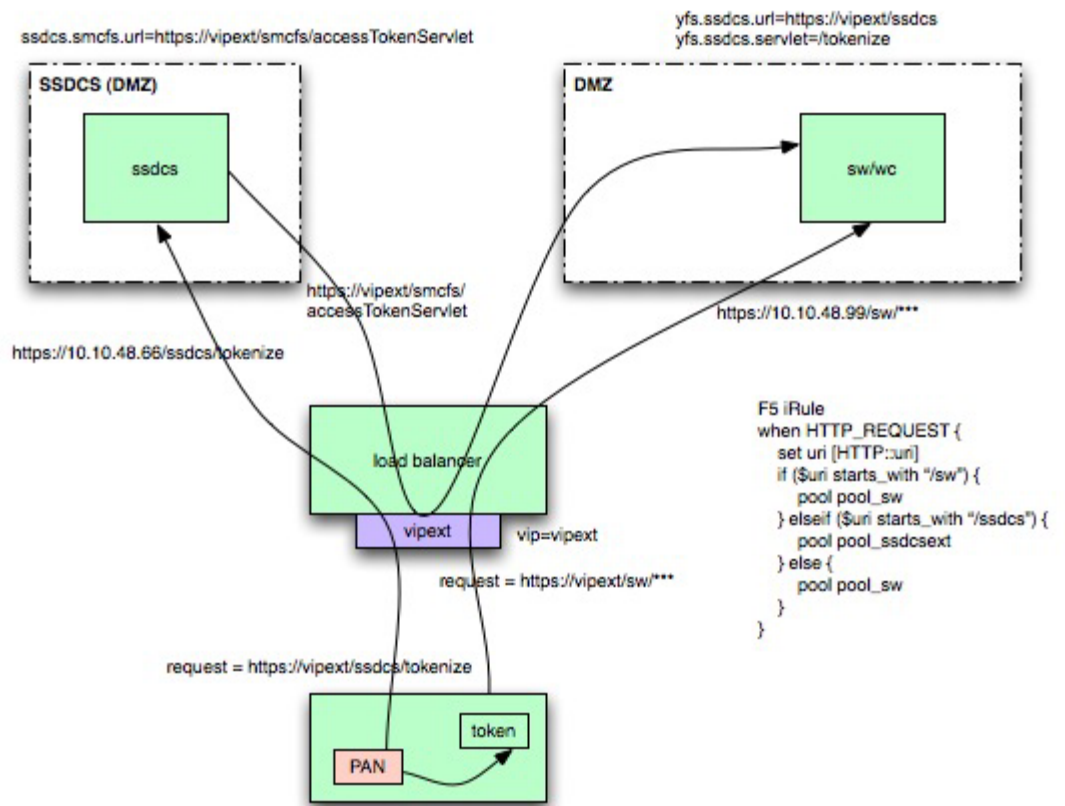 ssdcs.smcfs.url=https://vipext/smcfs/accessTokenServlet
yfs.ssdcs.url=https://vipext/ssdcs
yfs.ssdcs.servlet=/tokenize
SSDCS (DMZ)
ssdcs
DMZ
sw/wc
https://vipext/smcfs/
accessTokenServlet
https://10.10.48.99/sw/***
https://10.10.48.66/ssdcs/tokenize
load balancer
vipext
vip=vipext
request = https://vipext/sw/***
F5 iRule
when HTTP_REQUEST {
set uri [HTTP::uri]
if ($uri starts_with “/sw”) {
pool pool_sw
} elseif ($uri starts_with “/ssdcs”) {
pool pool_ssdcsext
} else {
pool pool_sw
}
}
request = https://vipext/ssdcs/tokenize
token
PAN